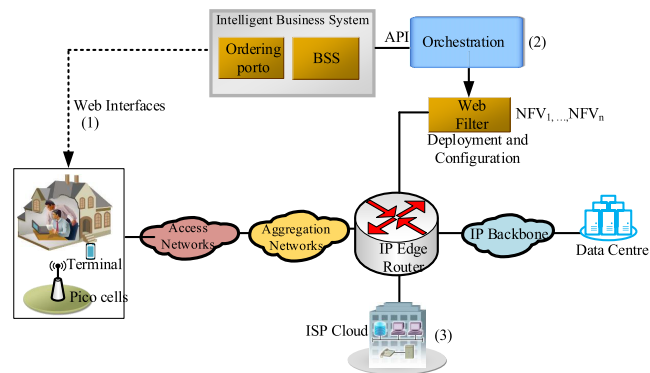 Intelligent Business System
Ordering
porto
BSS
API
Orchestration
(2)
Web Interfaces
(1)
Web
Filter
NFV1, ...,NFVn
Deployment and
Configuration
Access
Networks
Aggregation
Networks
IP Edge
Router
IP Backbone
Data Centre
Terminal
Pico cells
ISP Cloud
(3)